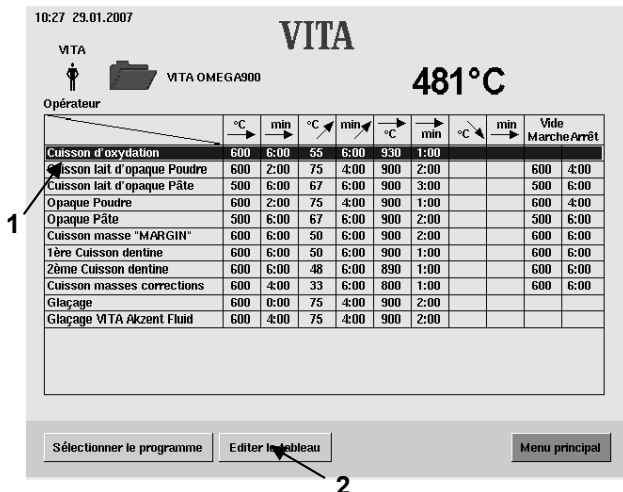 10:27 29.01.2007
VITA
VITA
VITA OMEGA900
481°C
Opérateur
°C min °C min °C min °C min Vide
Marche Arrêt
Cuisson d'oxydation 600 6:00 55 6:00 930 1:00
Cuisson lait d'opaque Poudre 600 2:00 75 4:00 900 2:00 600 4:00
Cuisson lait d'opaque Pâte 500 6:00 67 6:00 900 3:00 500 6:00
Opaque Poudre 600 2:00 75 4:00 900 1:00 600 4:00
Opaque Pâte 500 6:00 67 6:00 900 2:00 500 6:00
Cuisson masse "MARGIN" 600 6:00 50 6:00 900 2:00 600 6:00
1ère Cuisson dentine 600 6:00 50 6:00 900 1:00 600 6:00
2ème Cuisson dentine 600 6:00 48 6:00 890 1:00 600 6:00
Cuisson masses corrections 600 4:00 33 6:00 800 1:00 600 6:00
Glaçage 600 0:00 75 4:00 900 2:00
Glaçage VITA Akzent Fluid 600 4:00 75 4:00 900 2:00
1
Sélectionner le programme Editer le tableau Menu principal
2